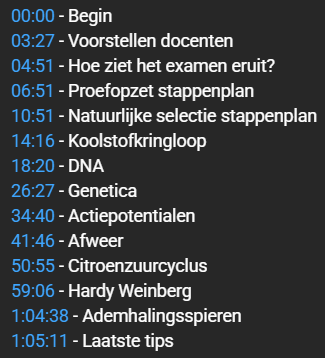 00:00 - Begin
03:27 - Voorstellen docenten
04:51 - Hoe ziet het examen eruit?
06:51 - Proefopzet stappenplan
10:51 - Natuurlijke selectie stappenplan
14:16 - Koolstofkringloop
18:20 - DNA
26:27 - Genetica
34:40 - Actiepotentialen
41:46 - Afweer
50:55 - Citroenzuurcyclus
59:06 - Hardy Weinberg
1:04:38 - Ademhalingsspieren
1:05:11 - Laatste tips